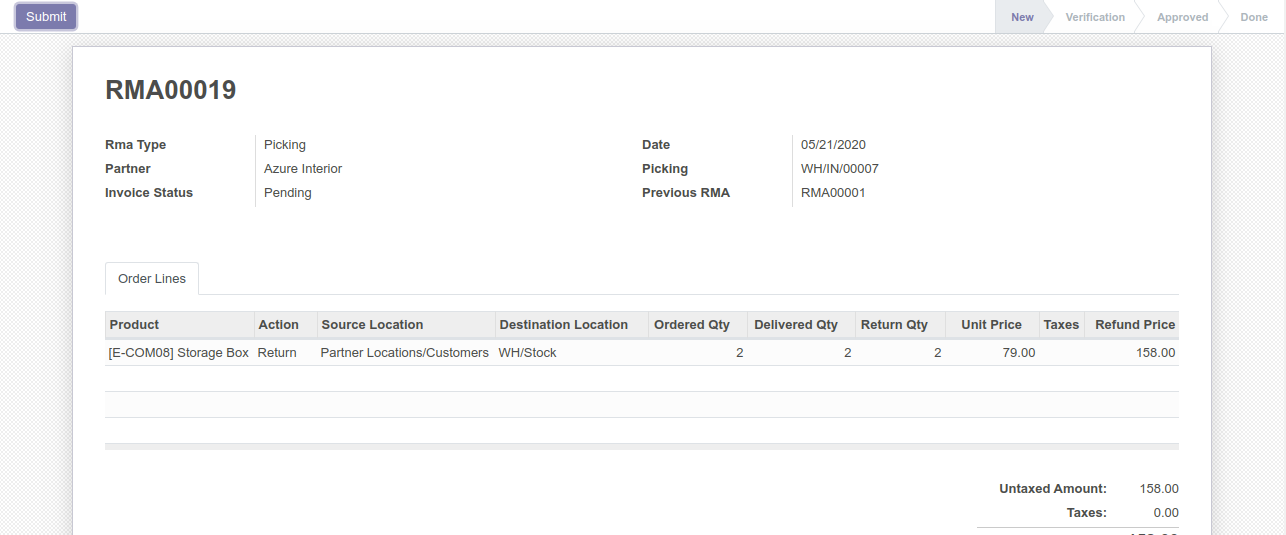 Submit New Verification Approved Done
RMA00019
Rma Type Picking Date 05/21/2020
Partner Azure Interior Picking WH/IN/00007
Invoice Status Pending Previous RMA RMA00001
Order Lines
Product Action Source Location Destination Location Ordered Qty Delivered Qty Return Qty Unit Price Taxes Refund Price
[E-COM08] Storage Box Return Partner Locations/Customers WH/Stock 2 2 2 79.00 158.00
Untaxed Amount: 158.00
Taxes: 0.00